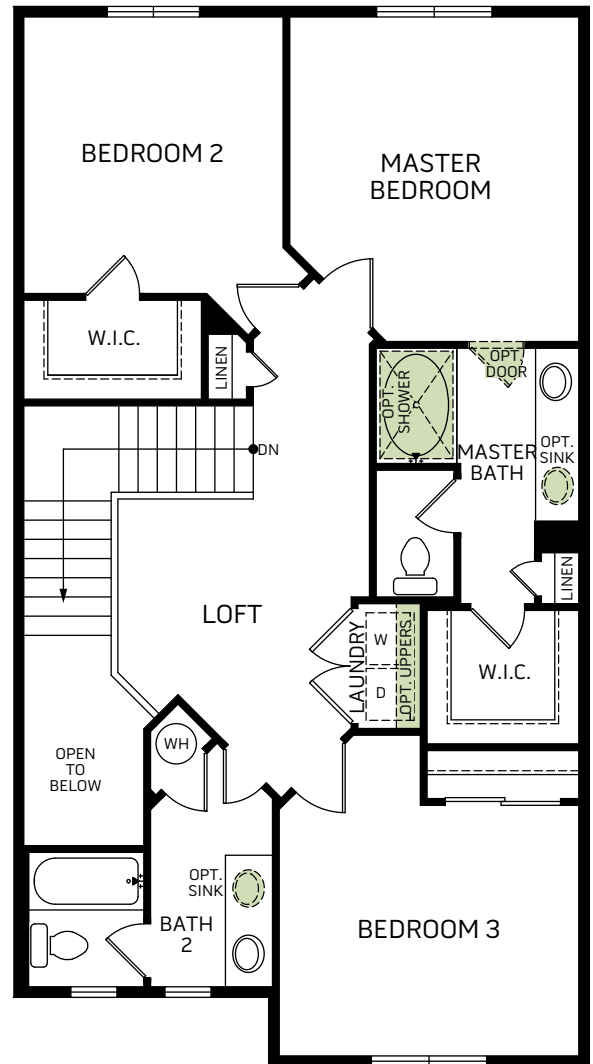 BEDROOM 2
MASTER
BEDROOM
W.I.C.
LINEN
OPT.
SHOWER
OPT.
DOOR
DN
MASTER
BATH
OPT.
SINK
LINEN
LOFT
LAUNDRY
W
D
OPT. UPPERS
W.I.C.
WH
OPEN
TO
BELOW
OPT.
SINK
BATH
2
BEDROOM 3